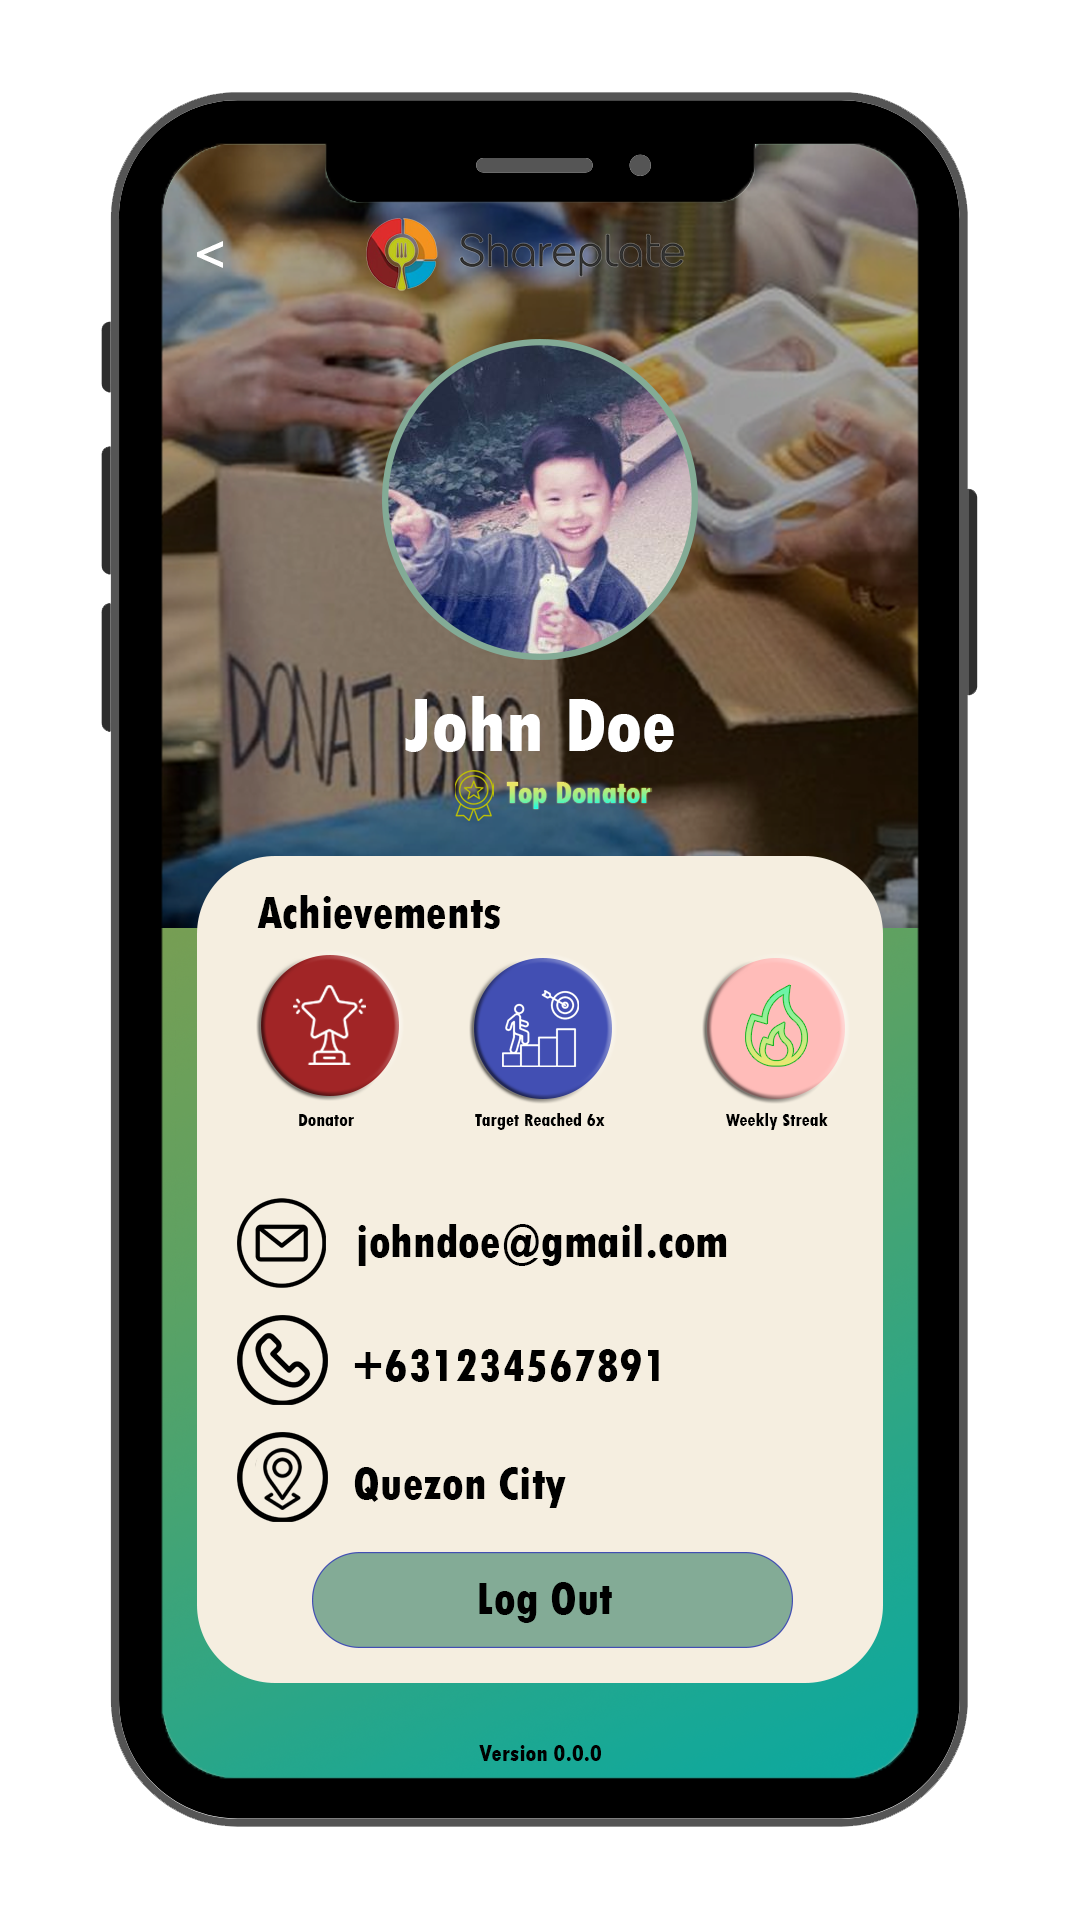 <
Shareplate
DONATIONS
John Doe
Top Donator
Achievements
Donator
Target Reached 6x
Weekly Streak
johndoe@gmail.com
+631234567891
Quezon City
Log Out
Version 0.0.0